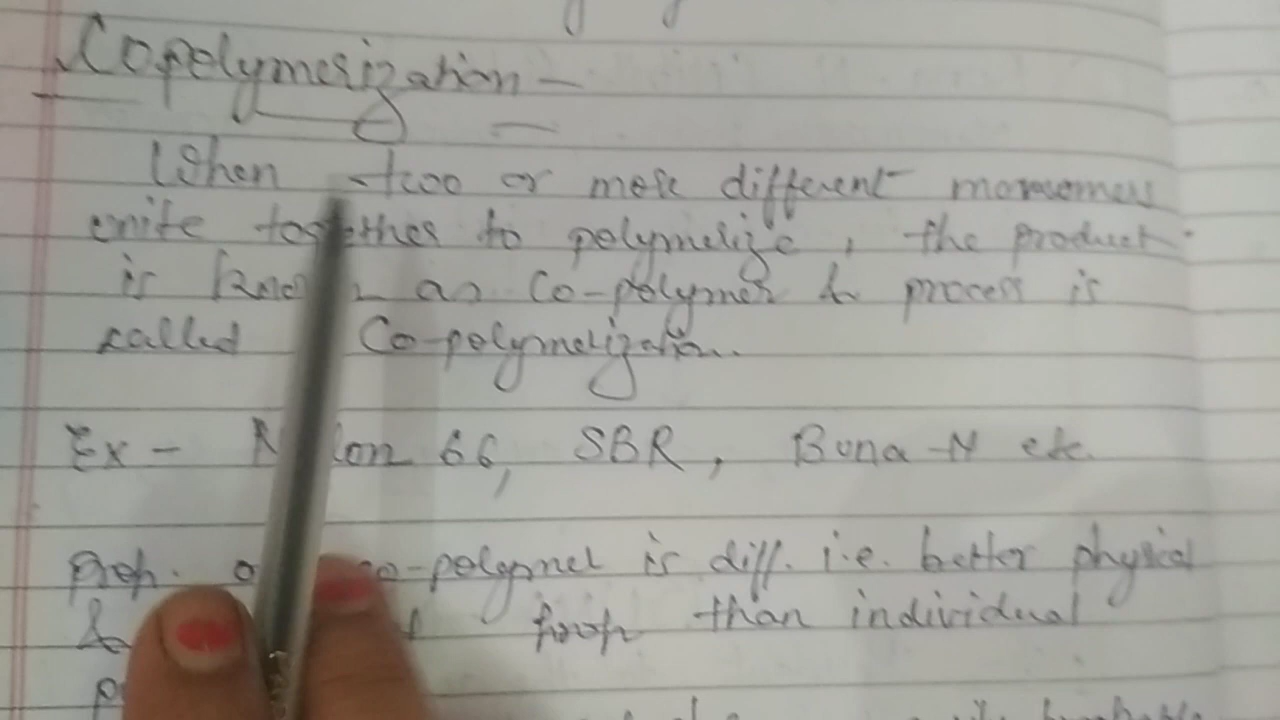 Copolymerization -
When two or more different monomers
unite together to polymerize, the product
is as Co-polymer & process is
called Co-polymerization.
Ex - Nylon 66, SBR, Buna-N etc.
Prop. co-polymer is diff. i.e. better physical
& prop than individual